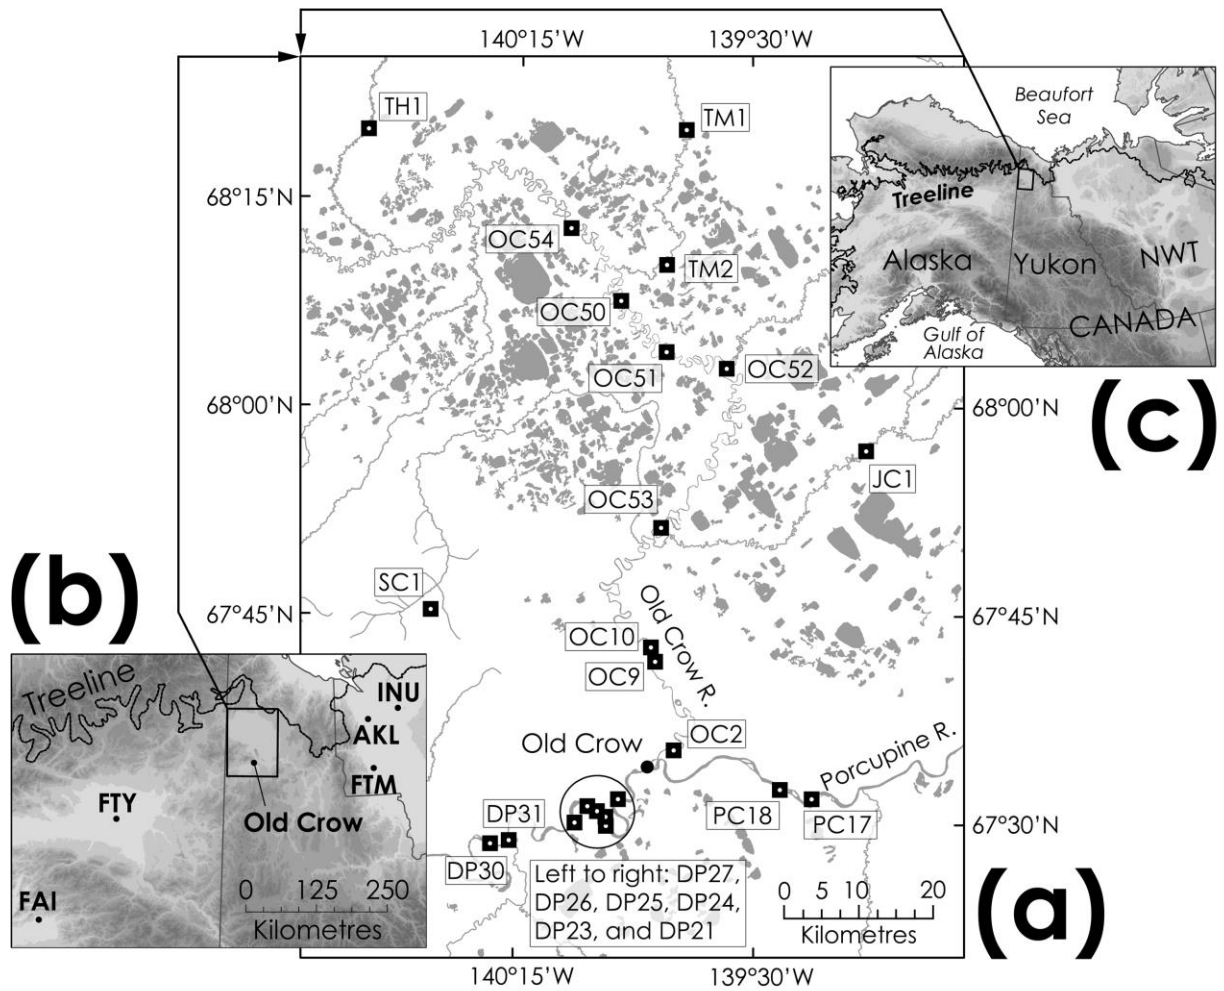 140°15'W
139°30'W
TH1
TM1
Beaufort
Sea
68°15'N
Treeline
OC54
TM2
Alaska
Yukon
NWT
OC50
CANADA
Gulf of
Alaska
OC51
OC52
68°00'N
68°00'N
(c)
JC1
OC53
(b)
SC1
67°45'N
67°45'N
Old Crow R.
OC10
OC9
Treeline
INU
AKL
FTM
FTY
Old Crow
0 125 250
Kilometres
FAI
OC2
Old Crow
Porcupine R.
PC18
PC17
DP31
DP30
67°30'N
Left to right: DP27,
DP26, DP25, DP24,
DP23, and DP21
0 5 10 20
Kilometres
(a)
140°15'W
139°30'W